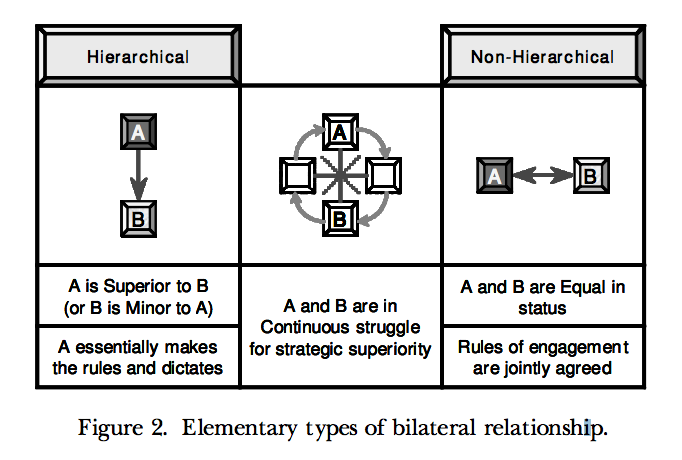 Hierarchical
Non-Hierarchical
A
B
A
B
A
B
A is Superior to B
(or B is Minor to A)
A essentially makes
the rules and dictates
A and B are in
Continuous struggle
for strategic superiority
A and B are Equal in
status
Rules of engagement
are jointly agreed
Figure 2. Elementary types of bilateral relationship.